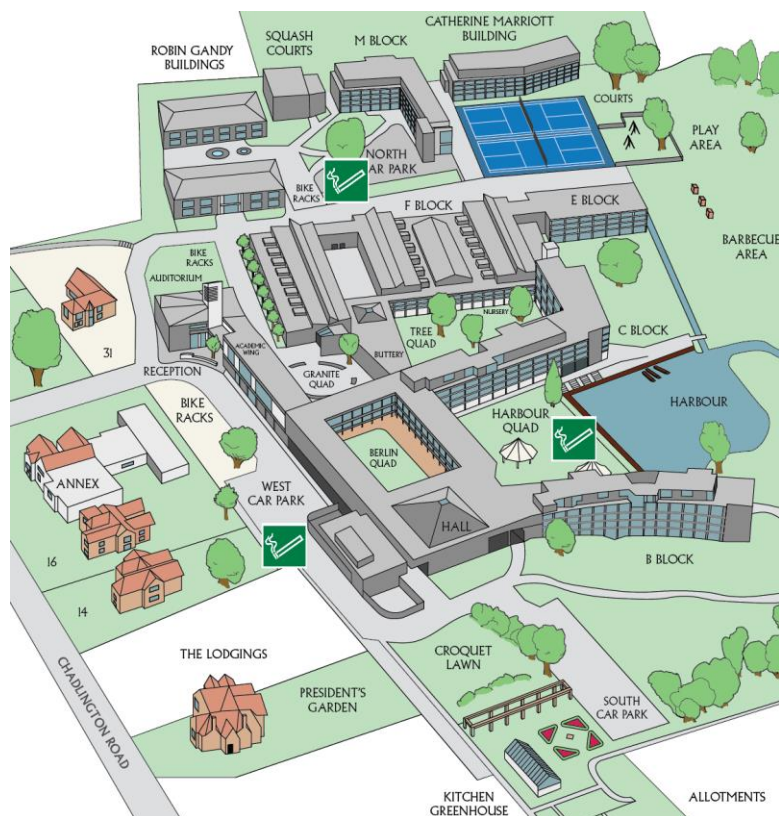 CATHERINE MARRIOTT
BUILDING
SQUASH
COURTS
M BLOCK
ROBIN GANDY
BUILDINGS
COURTS
PLAY
AREA
NORTH
CAR PARK
BIKE
RACKS
F BLOCK
E BLOCK
BARBECUE
AREA
BIKE
RACKS
AUDITORIUM
NURSERY
TREE
QUAD
C BLOCK
31
ACADEMIC
WING
BUTTERY
RECEPTION
GRANITE
QUAD
BIKE
RACKS
HARBOUR
QUAD
HARBOUR
BERLIN
QUAD
ANNEX
WEST
CAR PARK
HALL
16
B BLOCK
14
THE LODGINGS
CROQUET
LAWN
CHADLINGTON ROAD
PRESIDENT'S
GARDEN
SOUTH
CAR PARK
KITCHEN
GREENHOUSE
ALLOTMENTS